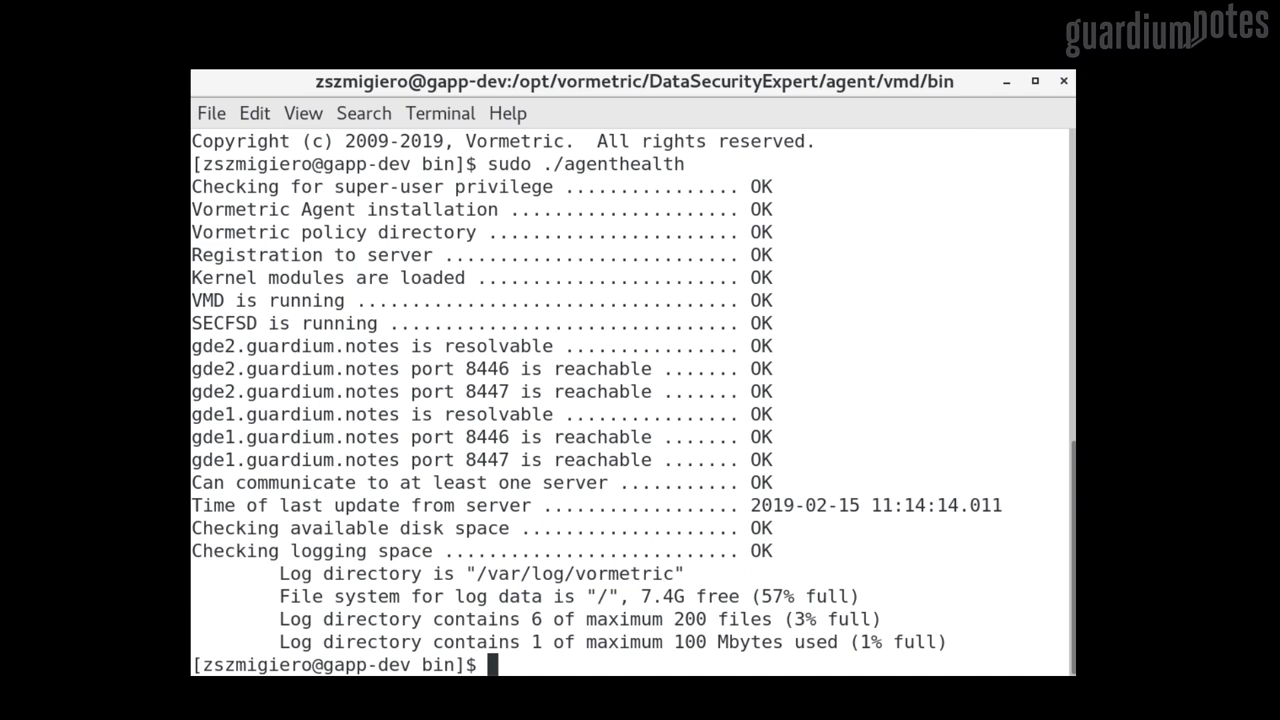 guardiumnotes
zszmigiero@gapp-dev:/opt/vormetric/DataSecurityExpert/agent/vmd/bin
File Edit View Search Terminal Help
Copyright (c) 2009-2019, Vormetric.  All rights reserved.
[zszmigiero@gapp-dev bin]$ sudo ./agenthealth
Checking for super-user privilege ................ OK
Vormetric Agent installation ..................... OK
Vormetric policy directory ....................... OK
Registration to server ........................... OK
Kernel modules are loaded ........................ OK
VMD is running ................................... OK
SECFSD is running ................................ OK
gde2.guardium.notes is resolvable ................ OK
gde2.guardium.notes port 8446 is reachable ....... OK
gde2.guardium.notes port 8447 is reachable ....... OK
gde1.guardium.notes is resolvable ................ OK
gde1.guardium.notes port 8446 is reachable ....... OK
gde1.guardium.notes port 8447 is reachable ....... OK
Can communicate to at least one server ........... OK
Time of last update from server .................. 2019-02-15 11:14:14.011
Checking available disk space .................... OK
Checking logging space ........................... OK
Log directory is "/var/log/vormetric"
File system for log data is "/", 7.4G free (57% full)
Log directory contains 6 of maximum 200 files (3% full)
Log directory contains 1 of maximum 100 Mbytes used (1% full)
[zszmigiero@gapp-dev bin]$